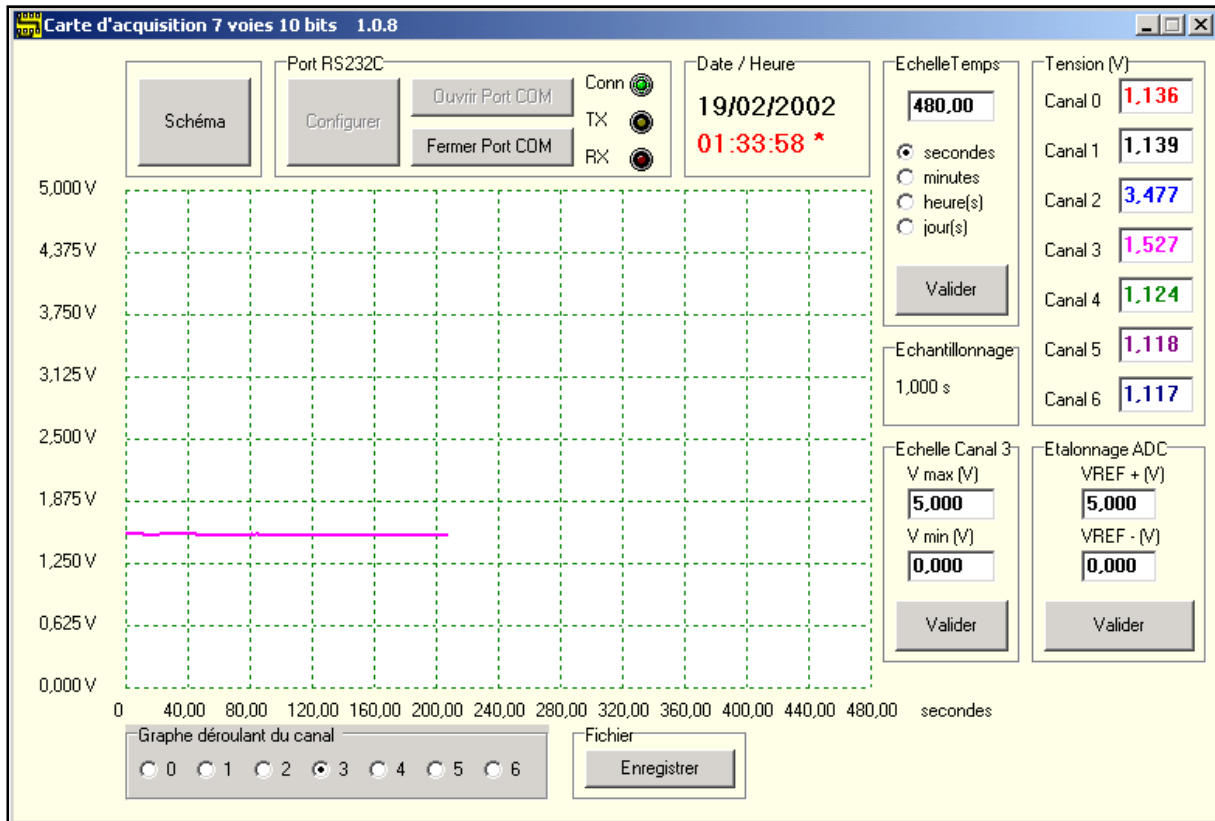 Carte d'acquisition 7 voies 10 bits 1.0.8
Schéma
Port RS232C
Configurer
Ouvrir Port COM
Fermer Port COM
Conn
TX
RX
Date / Heure
19/02/2002
01:33:58 *
EchelleTemps
480,00
secondes
minutes
heure(s)
jour(s)
Valider
Tension (V)
Canal 0 1,136
Canal 1 1,139
Canal 2 3,477
Canal 3 1,527
Canal 4 1,124
Canal 5 1,118
Canal 6 1,117
Echantillonnage
1,000 s
Echelle Canal 3
V max (V)
5,000
V min (V)
0,000
Valider
Etalonnage ADC
VREF + (V)
5,000
VREF - (V)
0,000
Valider
5,000 V
4,375 V
3,750 V
3,125 V
2,500 V
1,875 V
1,250 V
0,625 V
0,000 V
0 40,00 80,00 120,00 160,00 200,00 240,00 280,00 320,00 360,00 400,00 440,00 480,00 secondes
Graphe déroulant du canal
0 1 2 3 4 5 6
Fichier
Enregistrer